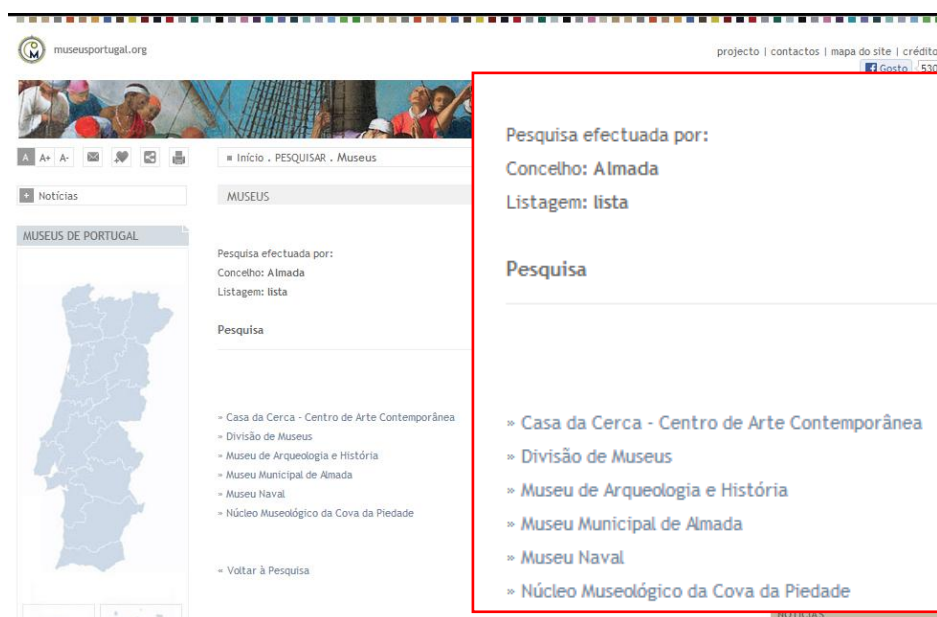 museusportugal.org
projecto | contactos | mapa do site | crédito
Gosto 530
A A+ A-
Início . PESQUISAR . Museus
+ Notícias
MUSEUS
MUSEUS DE PORTUGAL
Pesquisa efectuada por:
Concelho: Almada
Listagem: lista
Pesquisa
» Casa da Cerca - Centro de Arte Contemporânea
» Divisão de Museus
» Museu de Arqueologia e História
» Museu Municipal de Almada
» Museu Naval
» Núcleo Museológico da Cova da Piedade
» Voltar à Pesquisa
Pesquisa efectuada por:
Concelho: Almada
Listagem: lista
Pesquisa
» Casa da Cerca - Centro de Arte Contemporânea
» Divisão de Museus
» Museu de Arqueologia e História
» Museu Municipal de Almada
» Museu Naval
» Núcleo Museológico da Cova da Piedade
NOTÍCIAS